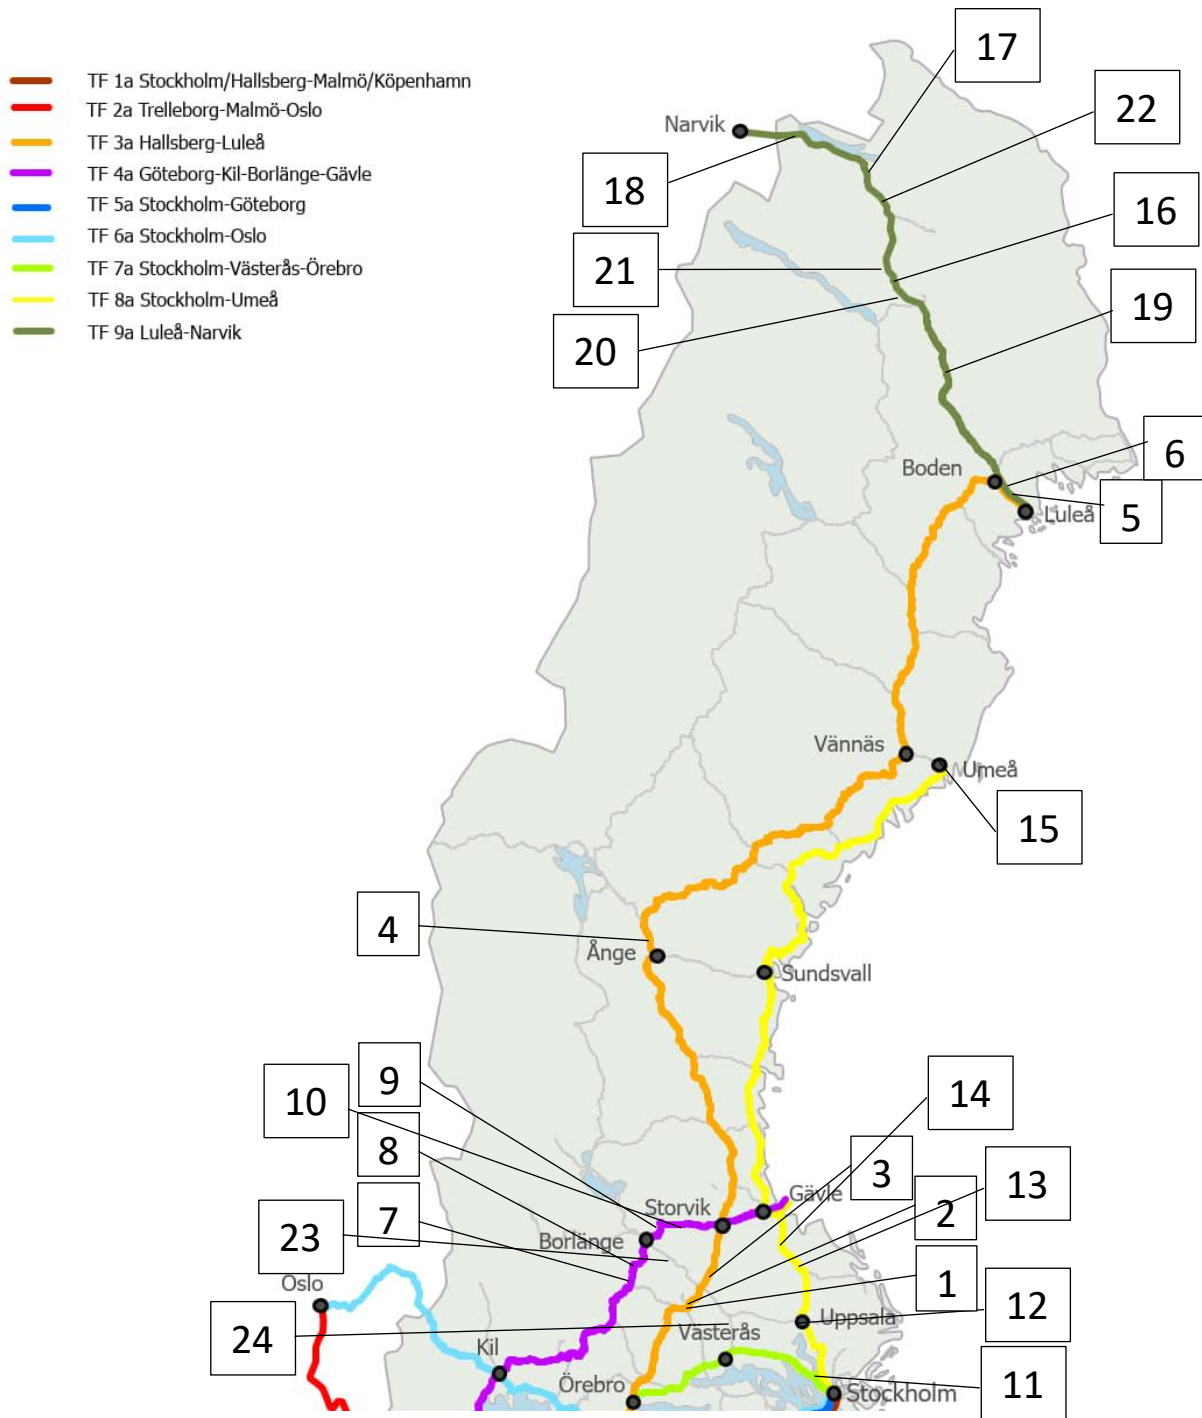 TF 1a Stockholm/Hallsberg-Malmö/Köpenhamn
TF 2a Trelleborg-Malmö-Oslo
TF 3a Hallsberg-Luleå
TF 4a Göteborg-Kil-Borlänge-Gävle
TF 5a Stockholm-Göteborg
TF 6a Stockholm-Oslo
TF 7a Stockholm-Västerås-Örebro
TF 8a Stockholm-Umeå
TF 9a Luleå-Narvik
17
22
Narvik
18
16
21
19
20
6
Boden
5
Luleå
Vännäs
Umeå
15
4
Ånge
Sundsvall
9
10
14
8
3
13
Gävle
2
7
Storvik
23
Borlänge
Oslo
1
12
Uppsala
24
Västerås
Kil
11
Örebro
Stockholm